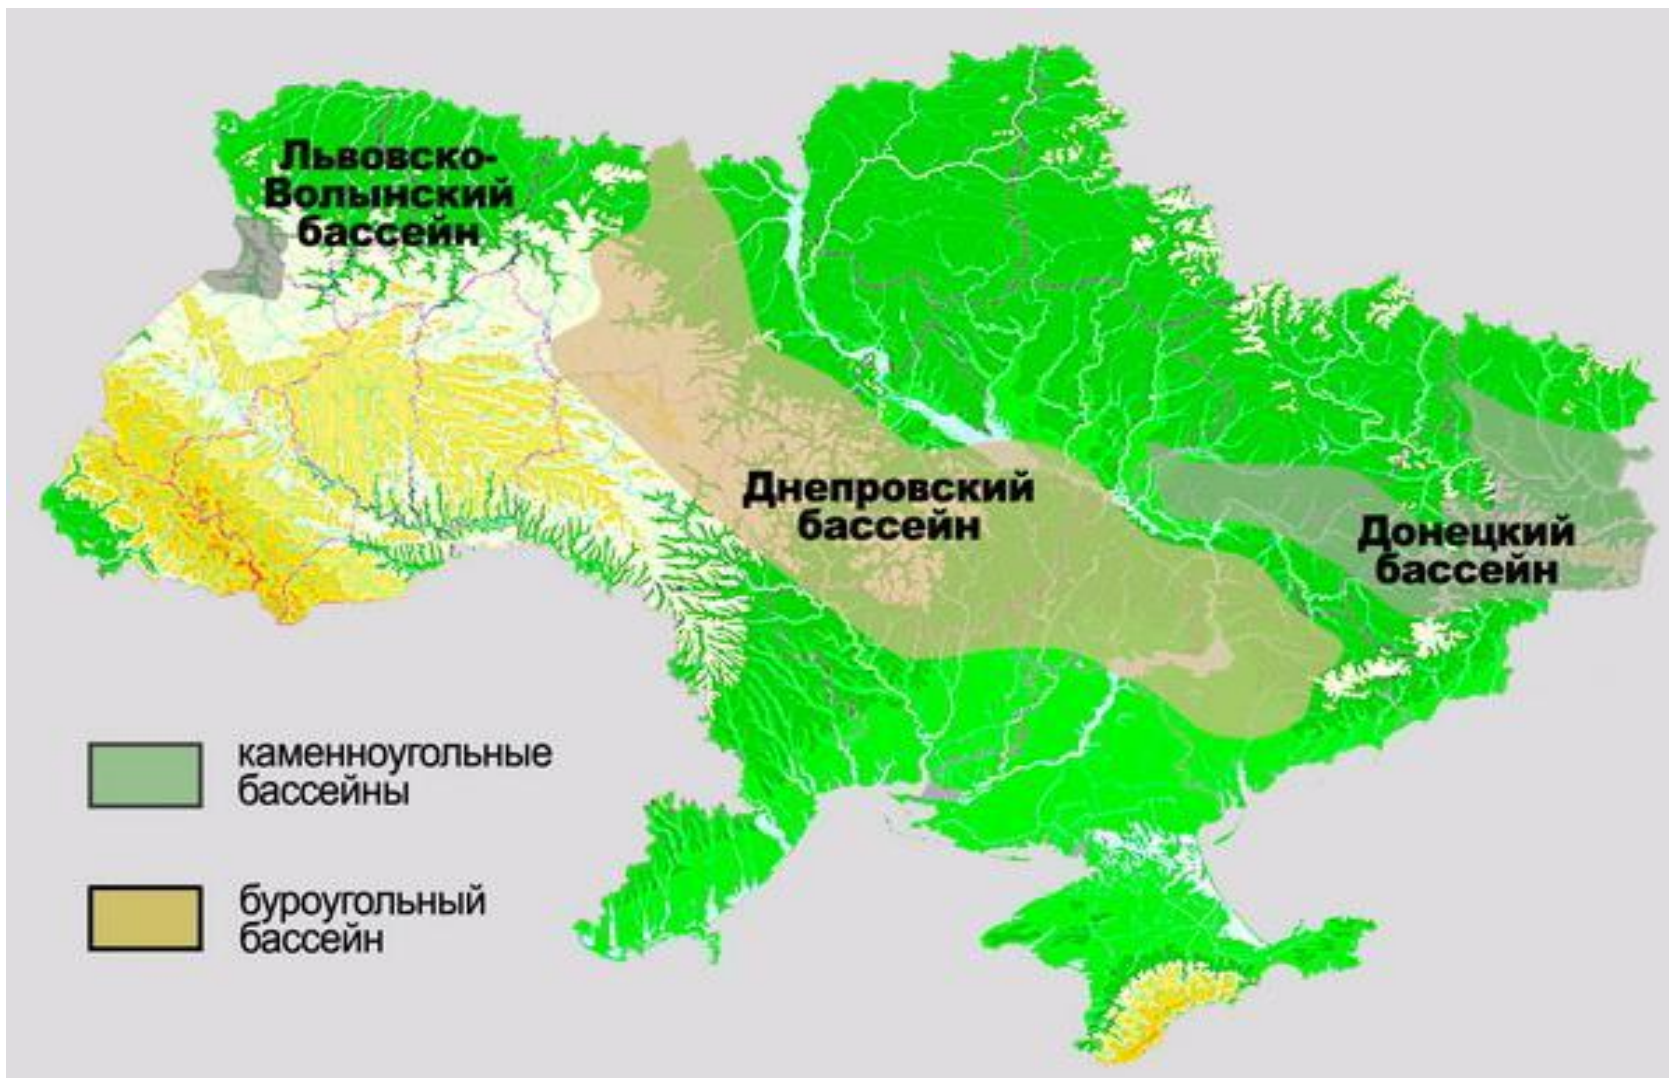 Львовско-
Волынский
бассейн
Днепровский
бассейн
Донецкий
бассейн
каменноугольные
бассейны
буроугольный
бассейн